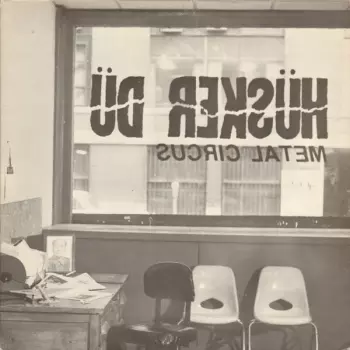 HÜSKER DÜ
METAL CIRCUS